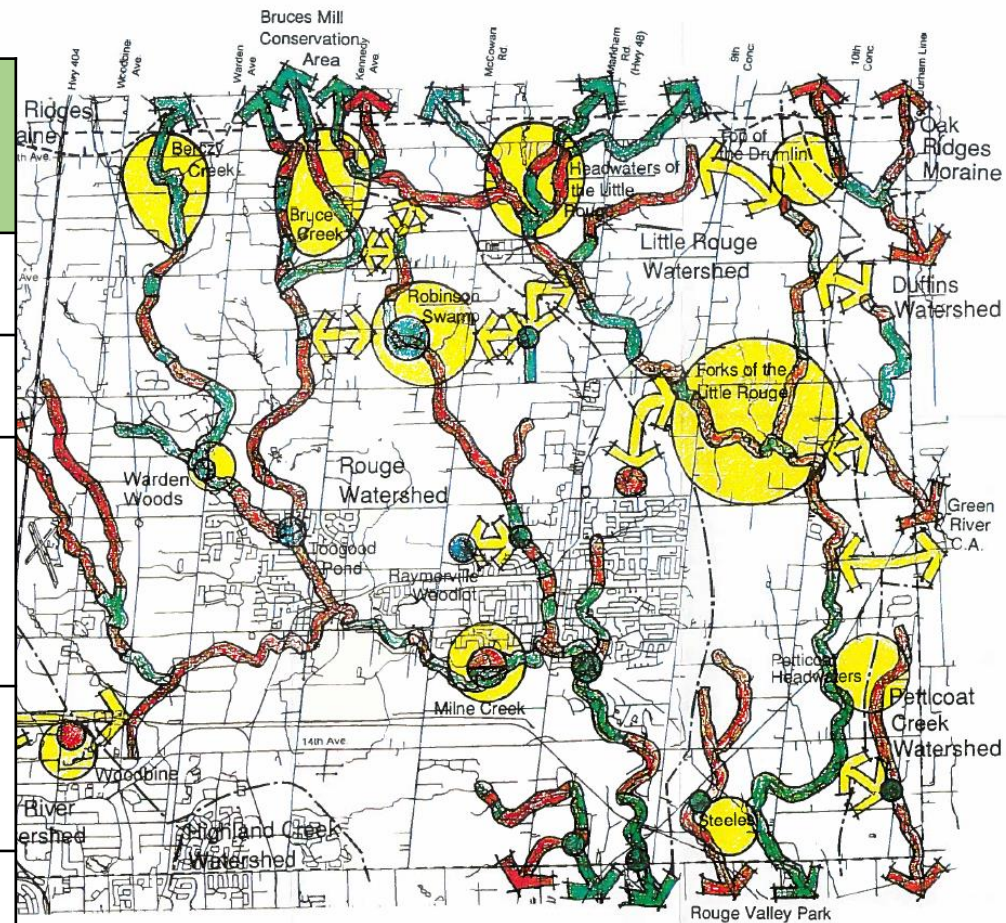 Bruces Mill
Conservation
Area
Hwy 404
Woodbine
Ave.
Warden
Ave
Kennedy
Ave.
McCowan
Rd.
Markham
Rd.
(Hwy 48)
9th
Conc
10th
Conc.
Durham Line
Ridges
Berczy
Creek
Bruce
Creek
Headwaters of
the Little
Rouge
Top of
the Drumlin
Oak
Ridges
Moraine
Little Rouge
Watershed
Duffins
Watershed
Ave
Robinson
Swamp
Forks of the
Little Rouge
Warden
Woods
Rouge
Watershed
Toogood
Pond
Raymerville
Woodlot
Green
River
C.A.
Petticoat
Headwaters
Petticoat
Creek
Watershed
Milne Creek
14th Ave
Woodbine
River
ershed
Highland Creek
Watershed
Steeles
Rouge Valley Park